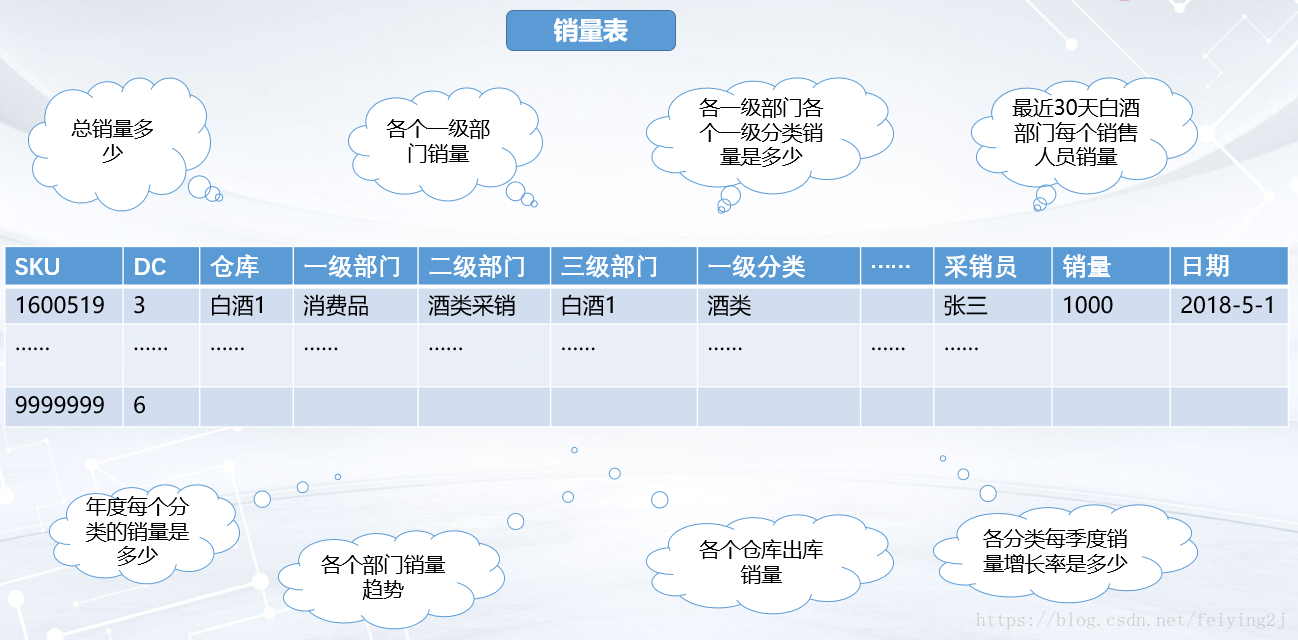 销量表
总销量多
少
各个一级部
门销量
各一级部门各
个一级分类销
量是多少
最近30天白酒
部门每个销售
人员销量
SKU DC 仓库 一级部门 二级部门 三级部门 一级分类 …… 采销员 销量 日期
1600519 3 白酒1 消费品 酒类采销 白酒1 酒类 张三 1000 2018-5-1
…… …… …… …… …… …… …… …… ……
9999999 6
年度每个分
类的销量是
多少
各个部门销量
趋势
各个仓库出库
销量
各分类每季度销
量增长率是多少
https://blog.csdn.net/feiying2j